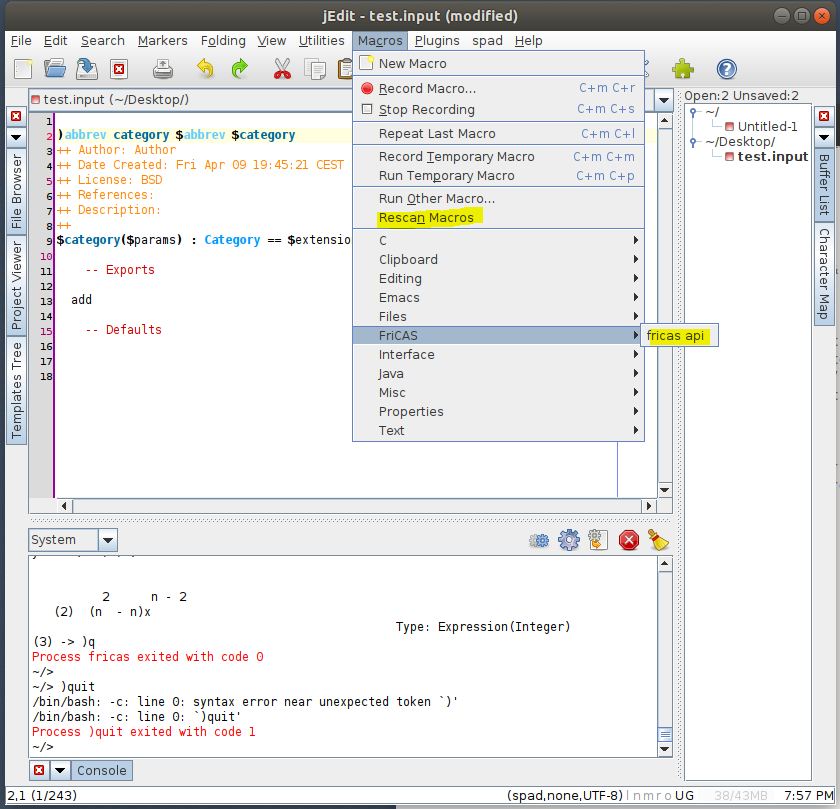 jEdit - test.input (modified)
File Edit Search Markers Folding View Utilities Macros Plugins spad Help
New Macro
Record Macro... C+m C+r
Stop Recording C+m C+s
Repeat Last Macro C+m C+l
Record Temporary Macro C+m C+m
Run Temporary Macro C+m C+p
Run Other Macro...
Rescan Macros
C
Clipboard
Editing
Emacs
Files
FriCAS
fricas api
Interface
Java
Misc
Properties
Text
test.input (~/Desktop/)
File Browser
Project Viewer
Templates Tree
1
2 )abbrev category $abbrev $category
3 ++ Author: Author
4 ++ Date Created: Fri Apr 09 19:45:21 CEST
5 ++ License: BSD
6 ++ References:
7 ++ Description:
8 ++
9 $category($params) : Category == $extensio
10
11 -- Exports
12
13 add
14
15 -- Defaults
16
17
18
Open:2 Unsaved:2
~/
Untitled-1
~/Desktop/
test.input
Buffer List
Character Map
System
2 n - 2
(2) (n - n)x
Type: Expression(Integer)
(3) -> )q
Process fricas exited with code 0
~/>
~/> )quit
/bin/bash: -c: line 0: syntax error near unexpected token `)'
/bin/bash: -c: line 0: `)quit'
Process )quit exited with code 1
~/>
Console
2,1 (1/243) (spad,none,UTF-8) l n m r o UG 38/43MB 7:57 PM